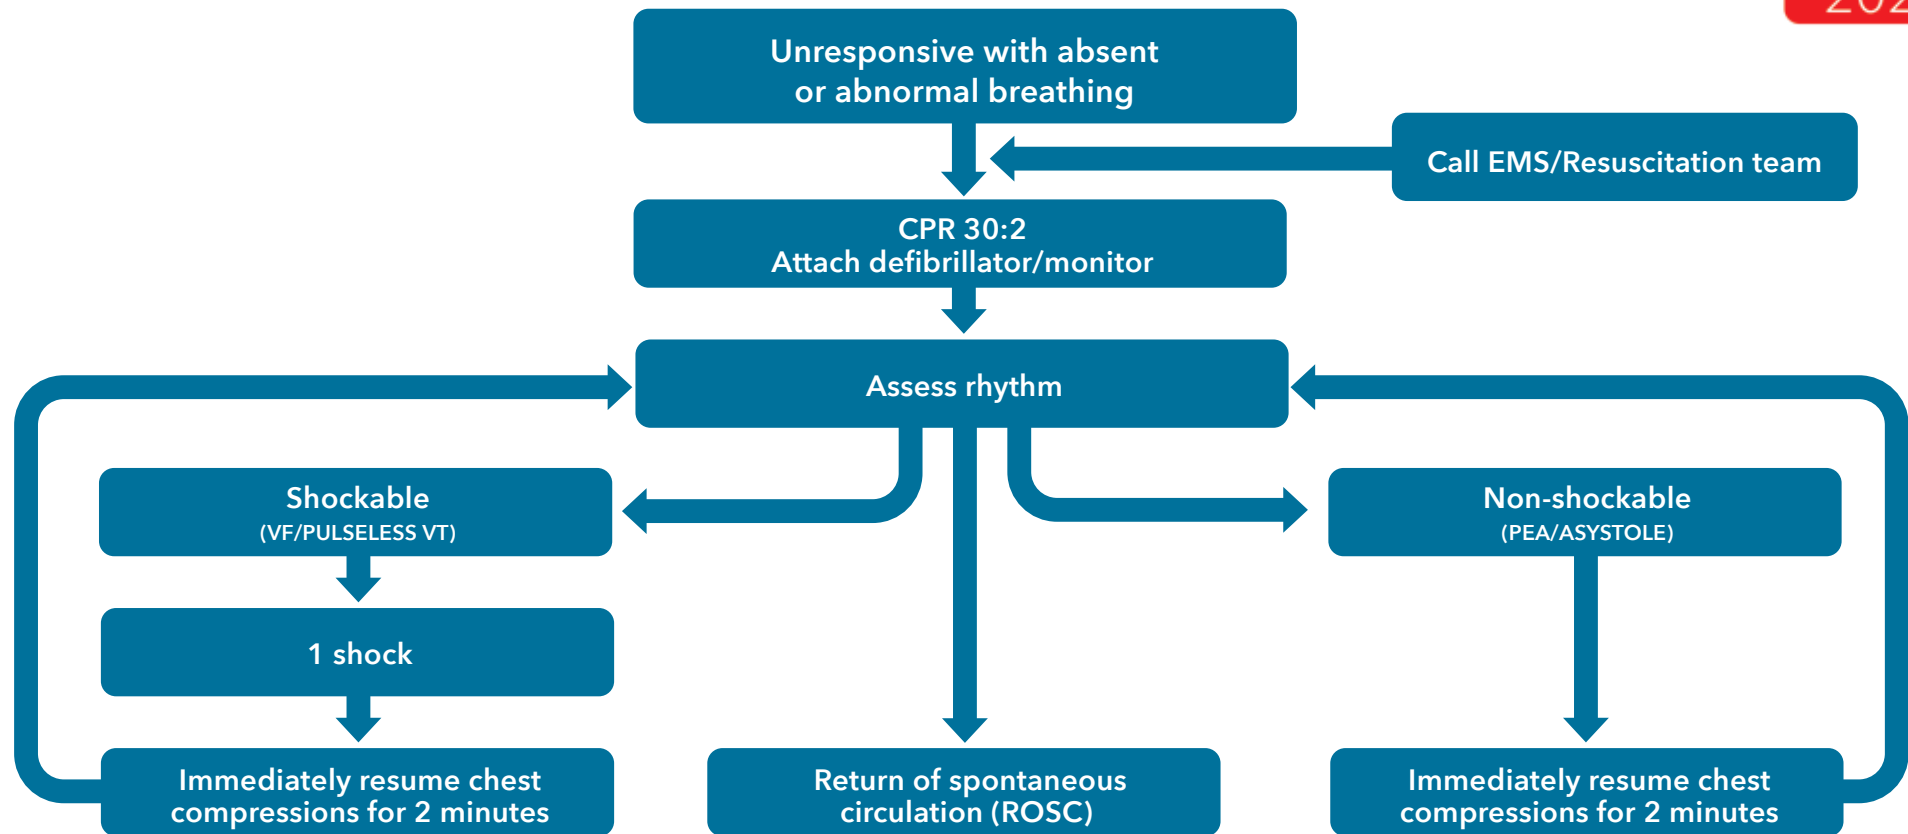 202
Unresponsive with absent
or abnormal breathing
Call EMS/Resuscitation team
CPR 30:2
Attach defibrillator/monitor
Assess rhythm
Shockable
(VF/PULSELESS VT)
Non-shockable
(PEA/ASYSTOLE)
1 shock
Immediately resume chest
compressions for 2 minutes
Return of spontaneous
circulation (ROSC)
Immediately resume chest
compressions for 2 minutes